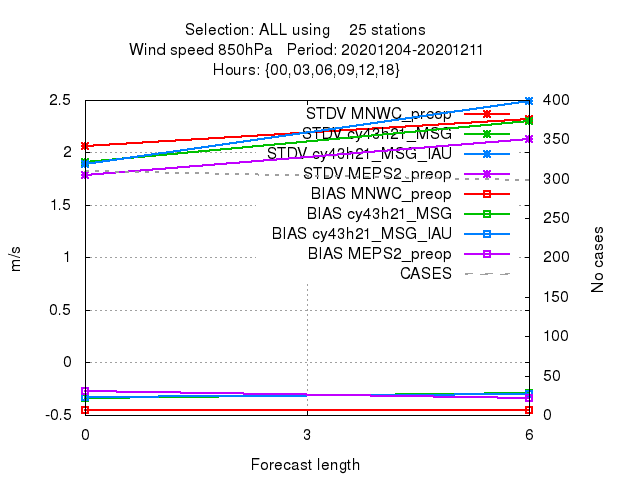 Selection: ALL using 25 stations
Wind speed 850hPa Period: 20201204-20201211
Hours: {00,03,06,09,12,18}
2.5
2
1.5
1
0.5
0
-0.5
m/s
400
350
300
250
200
150
100
50
0
No cases
STDV MNWC_preop
STDV cy43h21_MSG
STDV cy43h21_MSG_IAU
STDV MEPS2_preop
BIAS MNWC_preop
BIAS cy43h21_MSG
BIAS cy43h21_MSG_IAU
BIAS MEPS2_preop
CASES
0 3 6
Forecast length